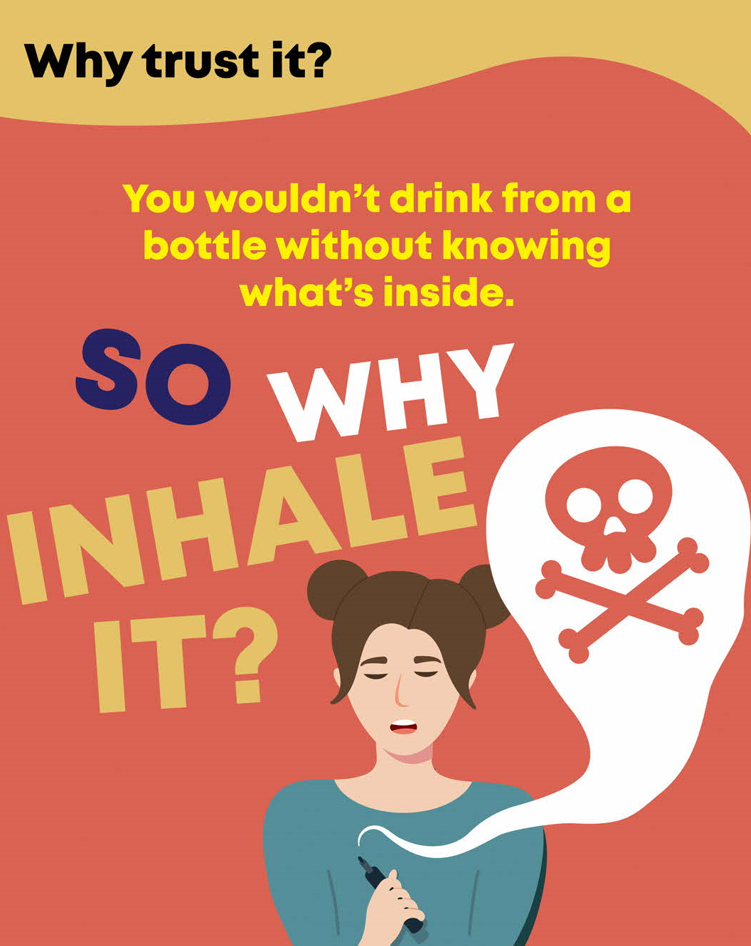 Why trust it?
You wouldn’t drink from a
bottle without knowing
what’s inside.
SO WHY
INHALE
IT?